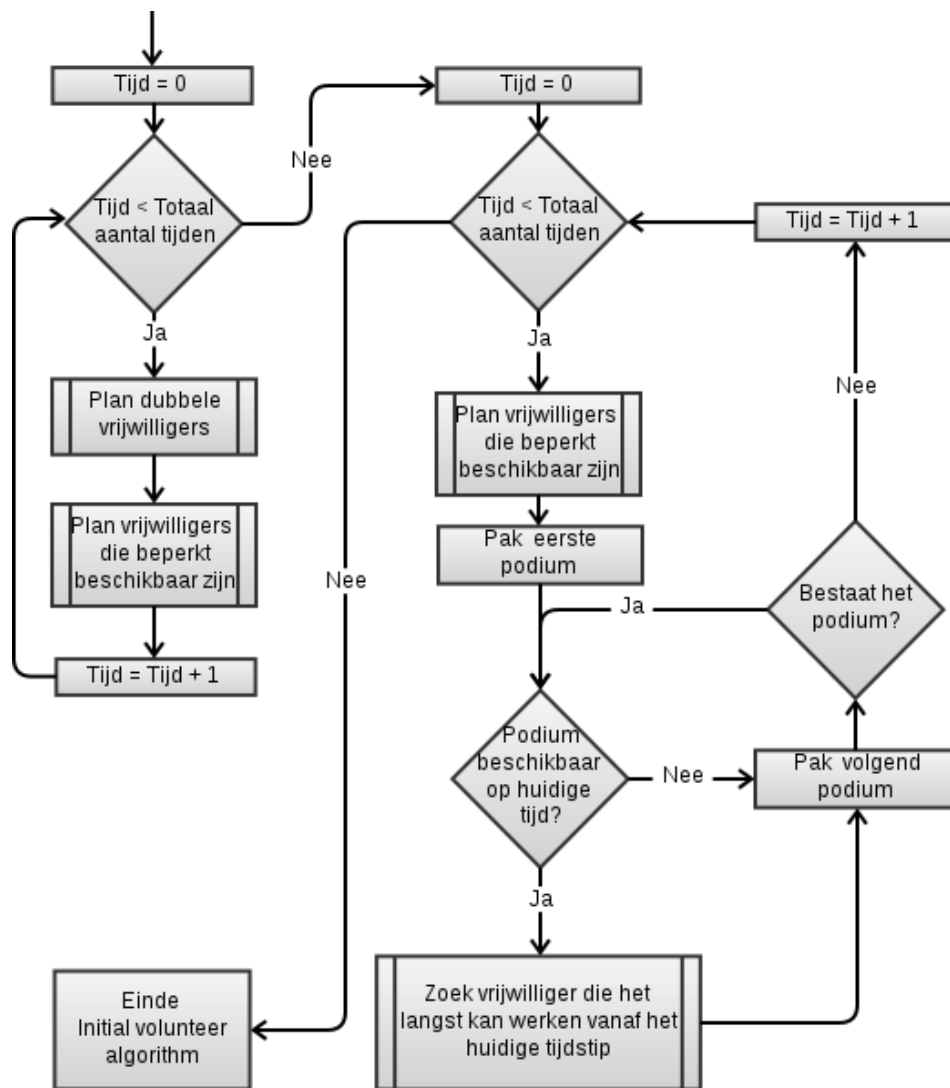 Tijd = 0
Tijd < Totaal
aantal tijden
Ja
Plan dubbele
vrijwilligers
Plan vrijwilligers
die beperkt
beschikbaar zijn
Tijd = Tijd + 1
Nee
Tijd = 0
Tijd < Totaal
aantal tijden
Nee
Ja
Plan vrijwilligers
die beperkt
beschikbaar zijn
Pak eerste
podium
Podium
beschikbaar
op huidige
tijd?
Nee
Ja
Zoek vrijwilliger die het
langst kan werken vanaf het
huidige tijdstip
Pak volgend
podium
Bestaat het
podium?
Ja
Nee
Tijd = Tijd + 1
Einde
Initial volunteer
algorithm